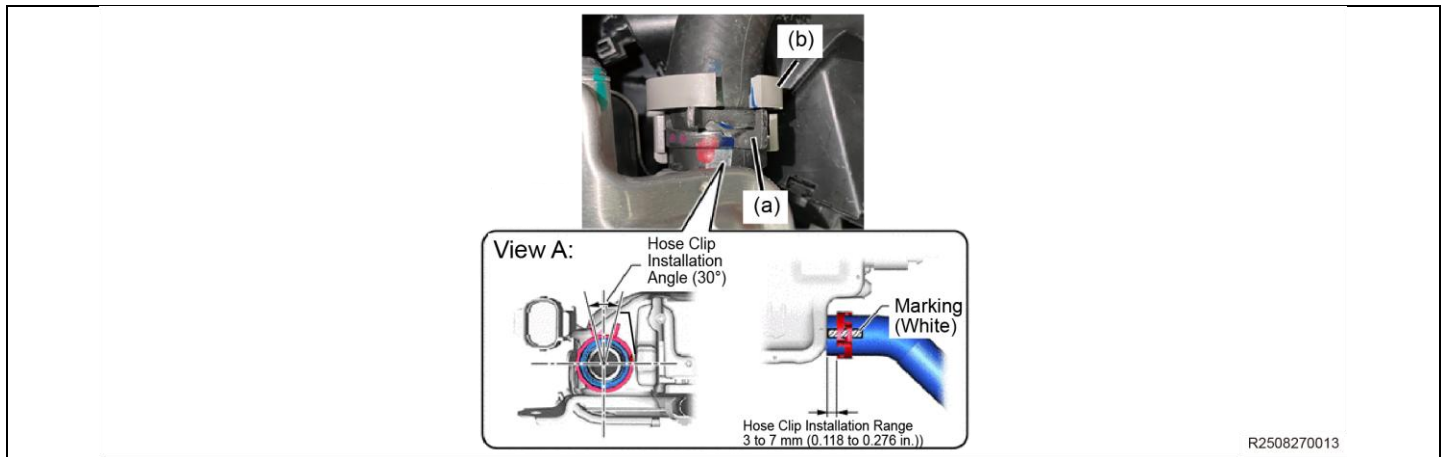 (b)
(a)
View A:
Hose Clip
Installation
Angle (30°)
Marking
(White)
Hose Clip Installation Range
3 to 7 mm (0.118 to 0.276 in.))
R2508270013